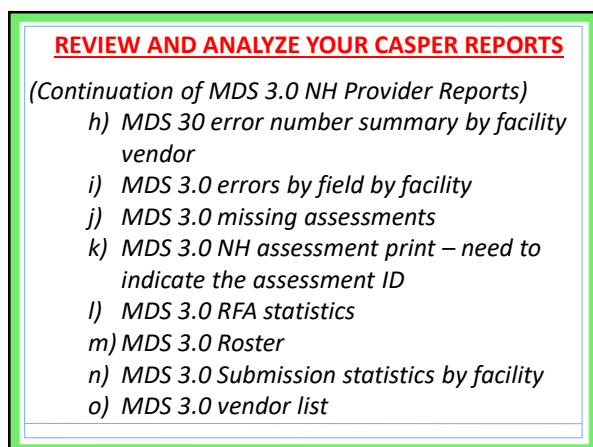 REVIEW AND ANALYZE YOUR CASPER REPORTS
(Continuation of MDS 3.0 NH Provider Reports)
h) MDS 30 error number summary by facility
vendor
i) MDS 3.0 errors by field by facility
j) MDS 3.0 missing assessments
k) MDS 3.0 NH assessment print – need to
indicate the assessment ID
l) MDS 3.0 RFA statistics
m) MDS 3.0 Roster
n) MDS 3.0 Submission statistics by facility
o) MDS 3.0 vendor list